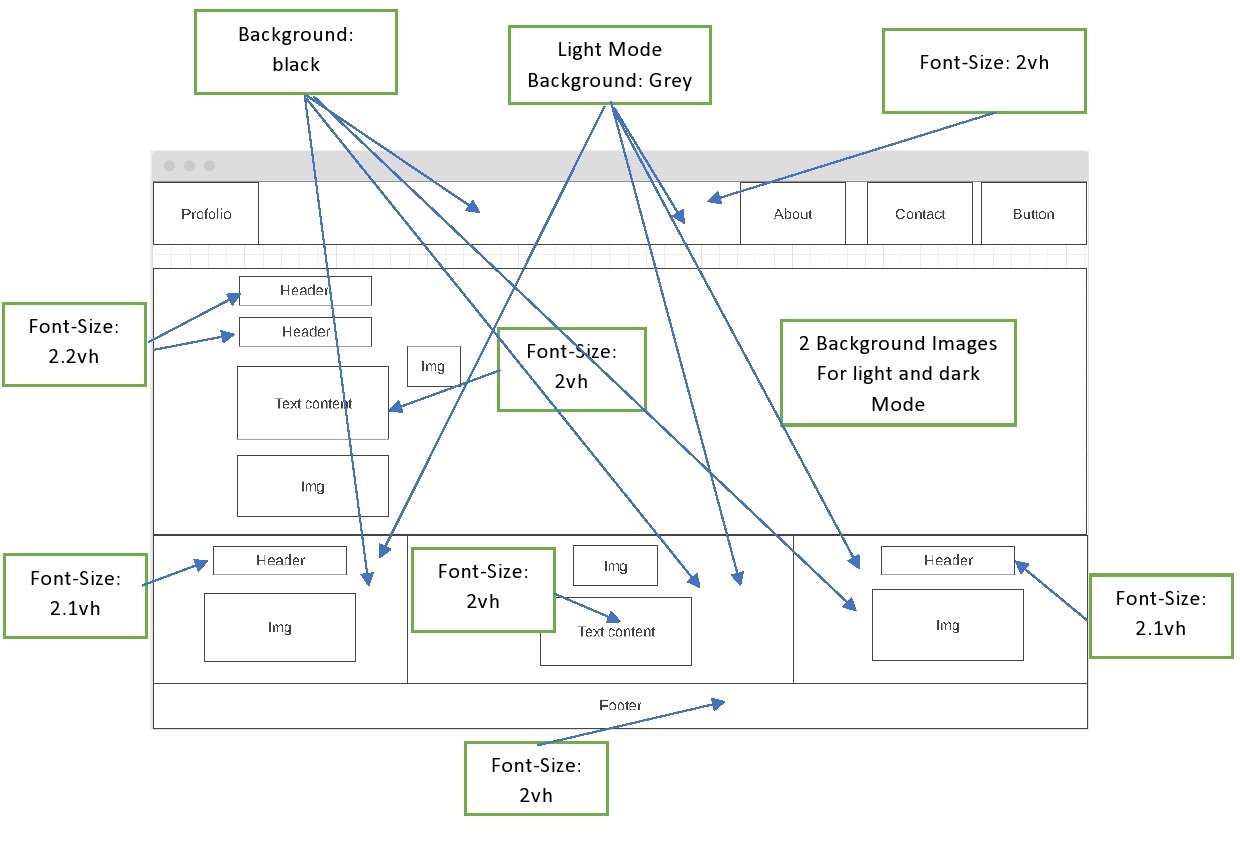 Background:
black
Light Mode
Background: Grey
Font-Size: 2vh
Profolio
About
Contact
Button
Header
Header
Font-Size:
2.2vh
Img
Text content
Font-Size:
2vh
2 Background Images
For light and dark
Mode
Img
Header
Font-Size:
2.1vh
Img
Font-Size:
2vh
Img
Text content
Header
Img
Font-Size:
2.1vh
Footer
Font-Size:
2vh